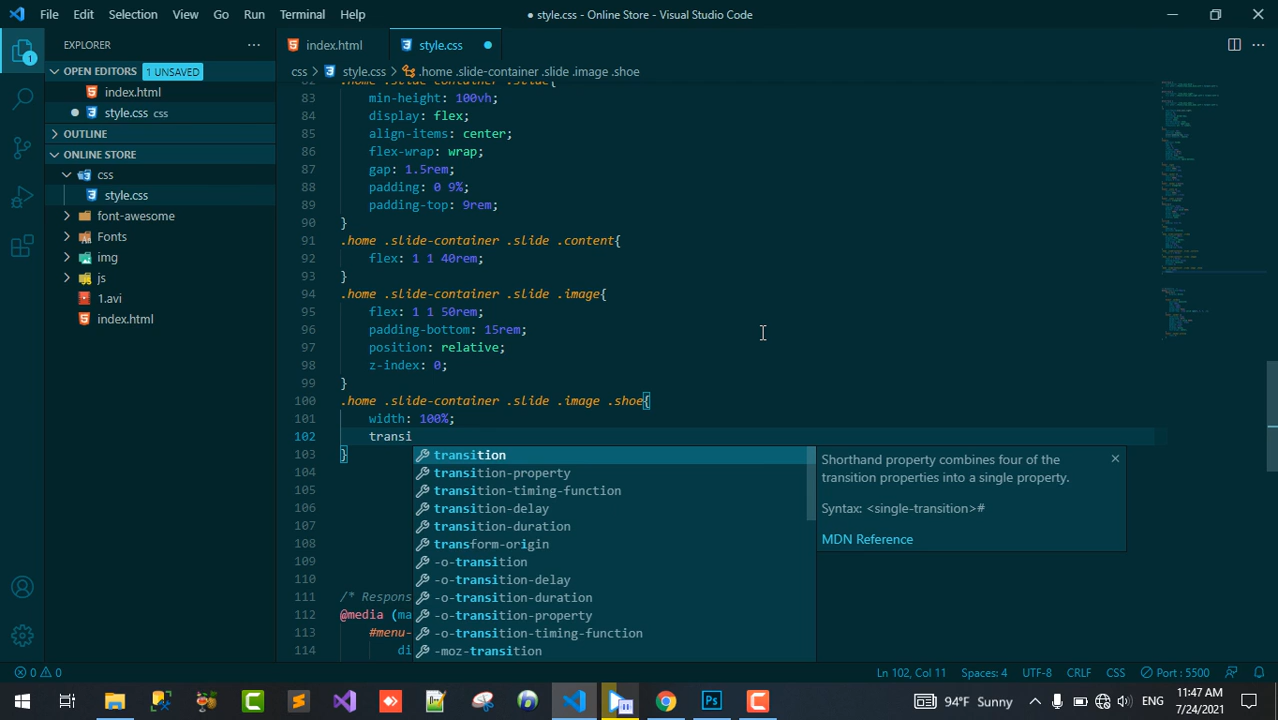 File Edit Selection View Go Run Terminal Help
● style.css - Online Store - Visual Studio Code
EXPLORER ···
index.html
style.css
css > style.css > .home .slide-container .slide .image .shoe
OPEN EDITORS 1 UNSAVED
index.html
style.css css
OUTLINE
ONLINE STORE
css
style.css
font-awesome
Fonts
img
js
1.avi
index.html
82 .home .slide-container .slide{
83 min-height: 100vh;
84 display: flex;
85 align-items: center;
86 flex-wrap: wrap;
87 gap: 1.5rem;
88 padding: 0 9%;
89 padding-top: 9rem;
90 }
91 .home .slide-container .slide .content{
92 flex: 1 1 40rem;
93 }
94 .home .slide-container .slide .image{
95 flex: 1 1 50rem;
96 padding-bottom: 15rem;
97 position: relative;
98 z-index: 0;
99 }
100 .home .slide-container .slide .image .shoe{
101 width: 100%;
102 transi
103 }
104
105
106
107
108
109
110
111 /* Respons
112 @media (ma
113 #menu-
114 di
transition
transition-property
transition-timing-function
transition-delay
transition-duration
transform-origin
-o-transition
-o-transition-delay
-o-transition-duration
-o-transition-property
-o-transition-timing-function
-moz-transition
Shorthand property combines four of the
transition properties into a single property.
Syntax: <single-transition>#
MDN Reference
0 0
Ln 102, Col 11 Spaces: 4 UTF-8 CRLF CSS Port : 5500
94°F Sunny
ENG
11:47 AM
7/24/2021